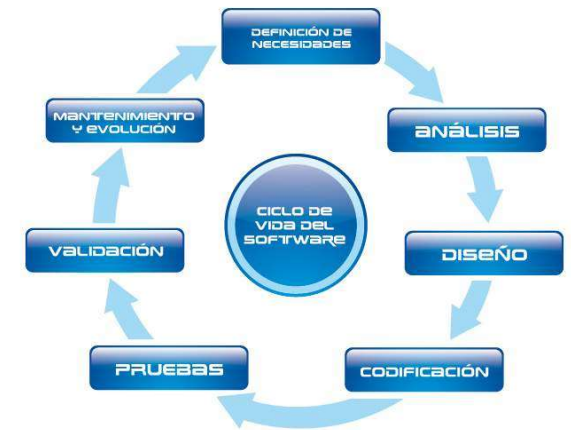 DEFINICIÓN DE
NECESIDADES
ANÁLISIS
DISEÑO
CODIFICACIÓN
PRUEBAS
VALIDACIÓN
MANTENIMIENTO
Y EVOLUCIÓN
CICLO DE
VIDA DEL
SOFTWARE